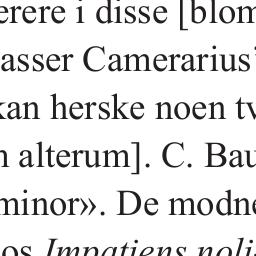 erere i disse [blom
asser Camerarius'
kan herske noen tv
n alterum]. C. Bau
minor». De modne
os Impatiens noli-